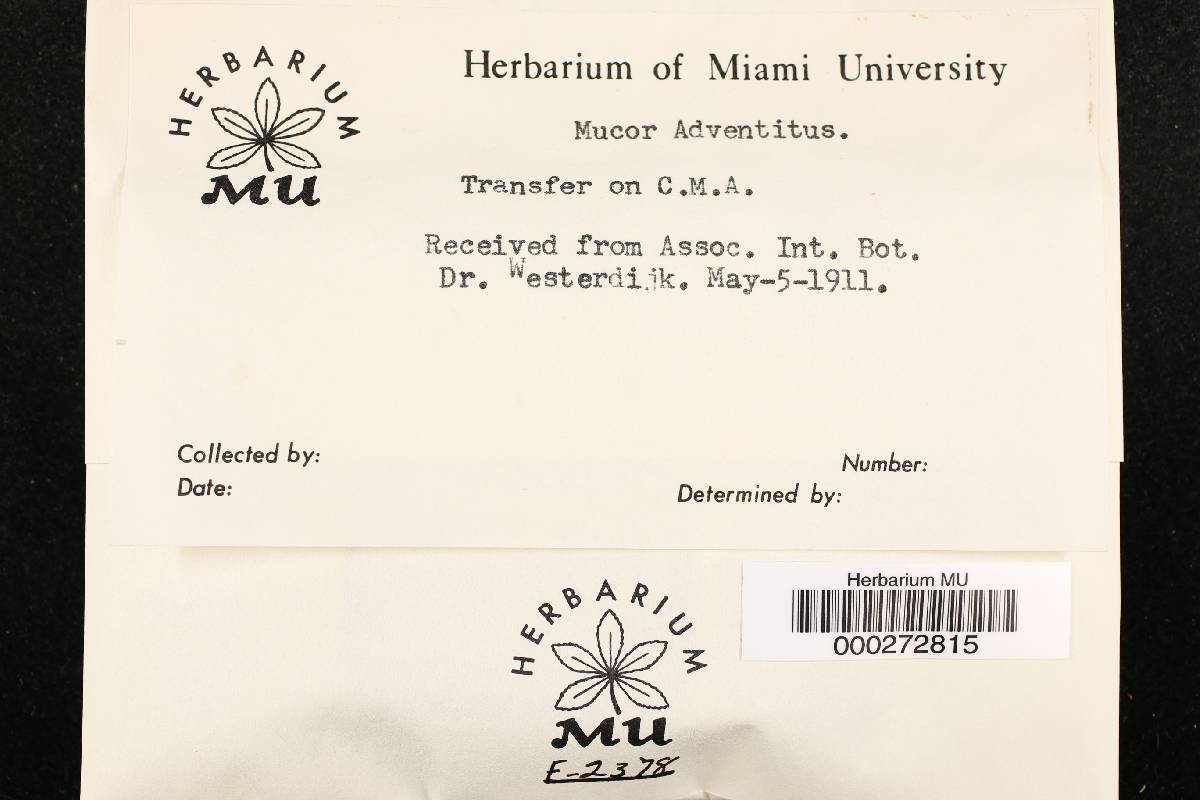 HERBARIUM
MU
Herbarium of Miami University
Mucor Adventitus.
Transfer on C.M.A.
Received from Assoc. Int. Bot.
Dr. Westerdijk. May-5-1911.
Collected by:
Number:
Date:
Determined by:
Herbarium MU
000272815
HERBARIUM
MU
F-2378